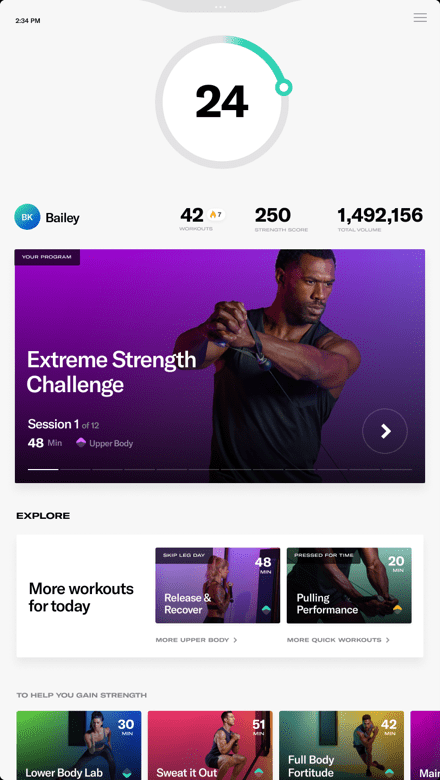 2:34 PM
24
BK
Bailey
42
7
WORKOUTS
250
STRENGTH SCORE
1,492,156
TOTAL VOLUME
YOUR PROGRAM
Extreme Strength
Challenge
Session 1 of 12
48 Min
Upper Body
EXPLORE
More workouts
for today
SKIP LEG DAY
48
MIN
Release &
Recover
MORE UPPER BODY
PRESSED FOR TIME
20
MIN
Pulling
Performance
MORE QUICK WORKOUTS
TO HELP YOU GAIN STRENGTH
30
MIN
Lower Body Lab
51
MIN
Sweat it Out
42
MIN
Full Body
Fortitude
Mair